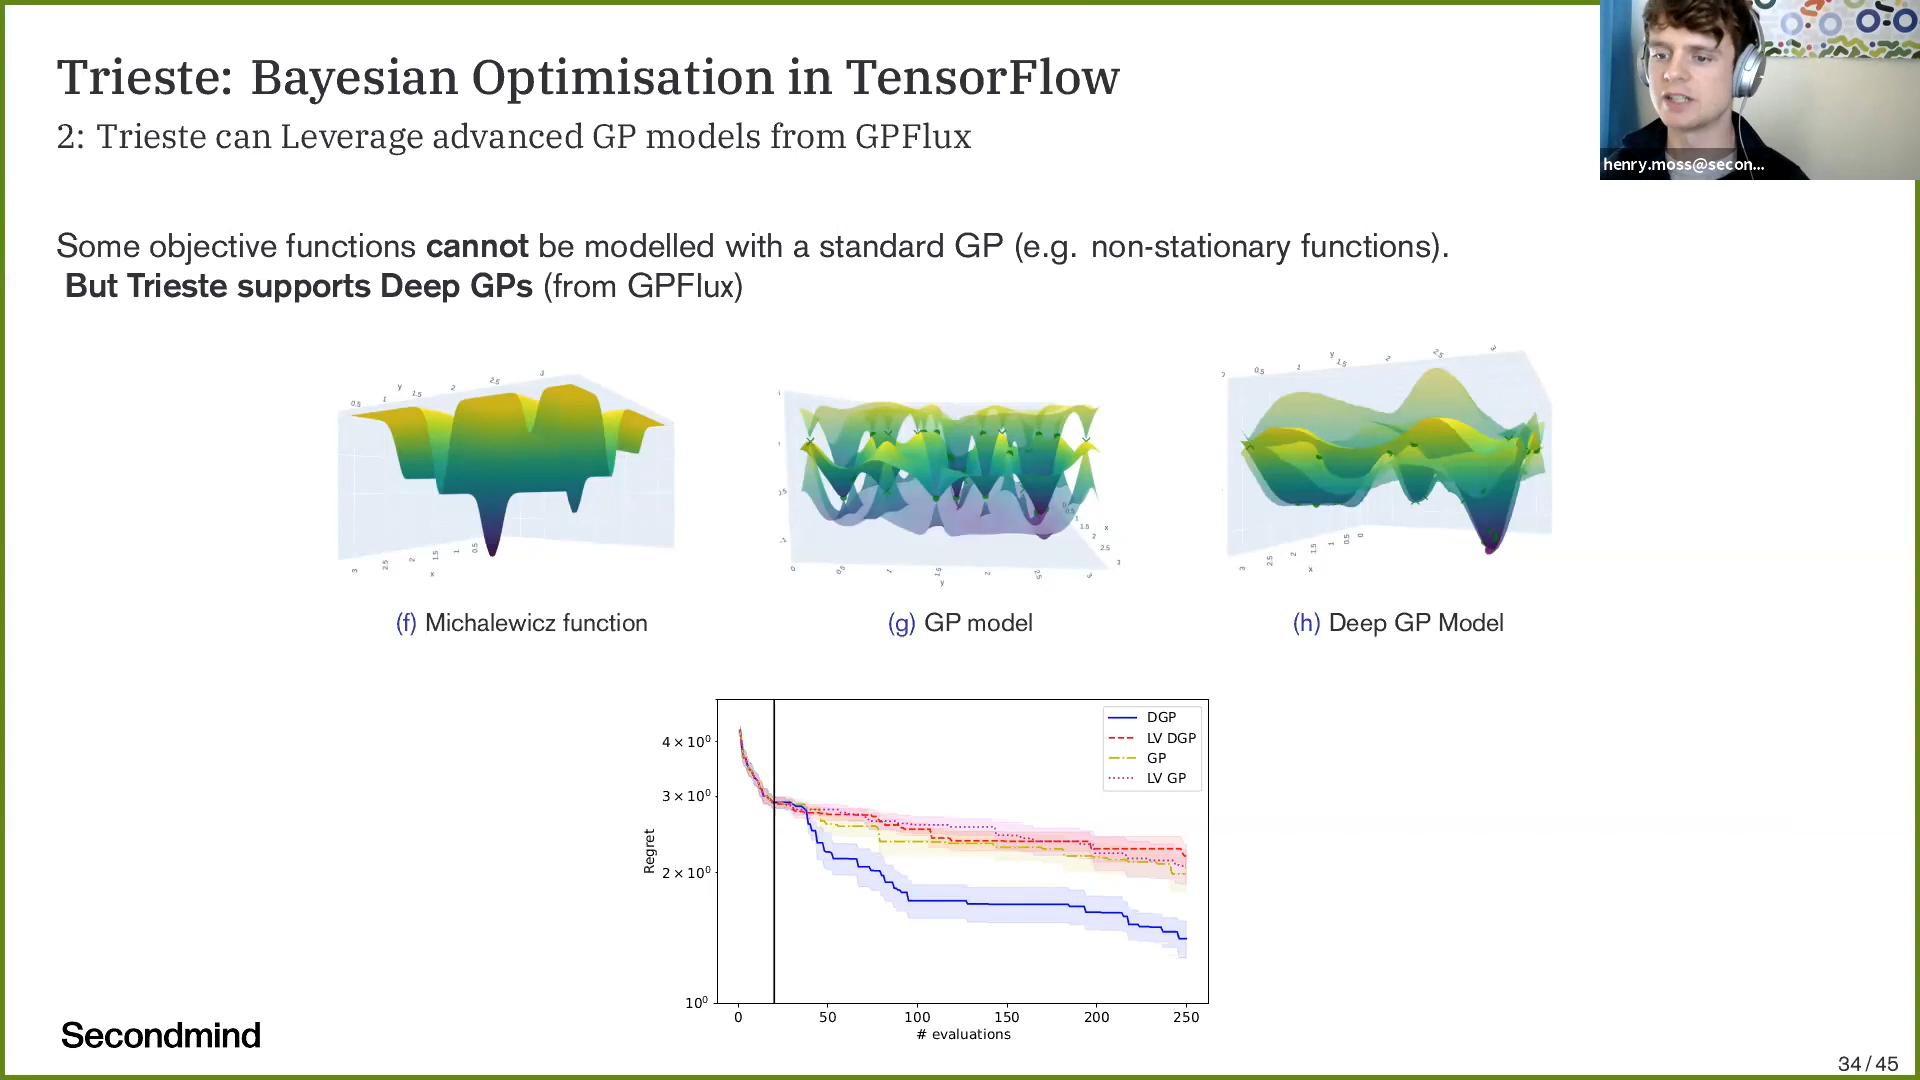 Trieste: Bayesian Optimisation in TensorFlow
2: Trieste can Leverage advanced GP models from GPFlux
henry.moss@secon...
Some objective functions cannot be modelled with a standard GP (e.g. non-stationary functions).
But Trieste supports Deep GPs (from GPFlux)
(f) Michalewicz function
(g) GP model
(h) Deep GP Model
DGP
LV DGP
GP
LV GP
4 × 10⁰
3 × 10⁰
2 × 10⁰
10⁰
Regret
0 50 100 150 200 250
# evaluations
Secondmind
34 / 45